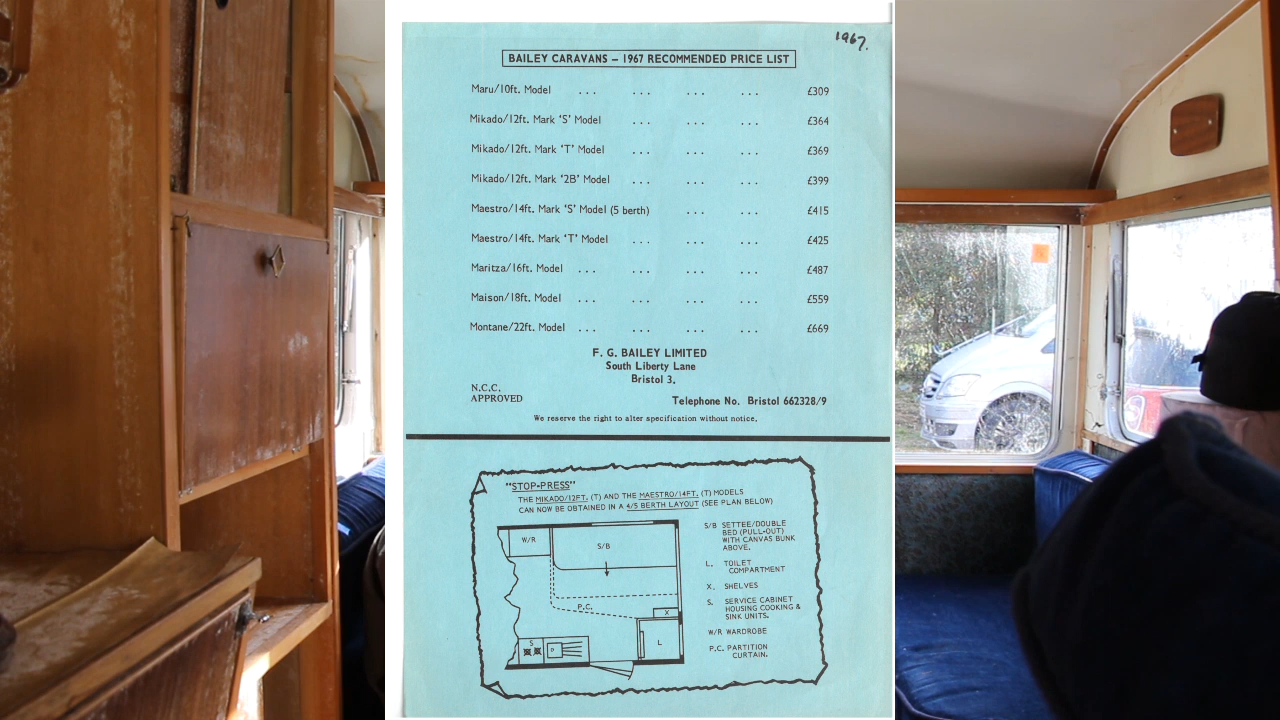 1967.
BAILEY CARAVANS – 1967 RECOMMENDED PRICE LIST
Maru/10ft. Model ... ... ... £309
Mikado/12ft. Mark 'S' Model ... ... ... £364
Mikado/12ft. Mark 'T' Model ... ... ... £369
Mikado/12ft. Mark '2B' Model ... ... ... £399
Maestro/14ft. Mark 'S' Model (5 berth) ... ... £415
Maestro/14ft. Mark 'T' Model ... ... ... £425
Maritza/16ft. Model ... ... ... ... £487
Maison/18ft. Model ... ... ... ... £559
Montane/22ft. Model ... ... ... ... £669
F. G. BAILEY LIMITED
South Liberty Lane
Bristol 3.
N.C.C.
APPROVED
Telephone No. Bristol 662328/9
We reserve the right to alter specification without notice.
"STOP-PRESS"
THE MIKADO/12FT. (T) AND THE MAESTRO/14FT. (T) MODELS
CAN NOW BE OBTAINED IN A 4/5 BERTH LAYOUT (SEE PLAN BELOW)
W/R
S/B
P.C.
X
S
L
S/B SETTEE/DOUBLE
BED (PULL-OUT)
WITH CANVAS BUNK
ABOVE.
L. TOILET
COMPARTMENT
X. SHELVES
S. SERVICE CABINET
HOUSING COOKING &
SINK UNITS.
W/R WARDROBE
P.C. PARTITION
CURTAIN.